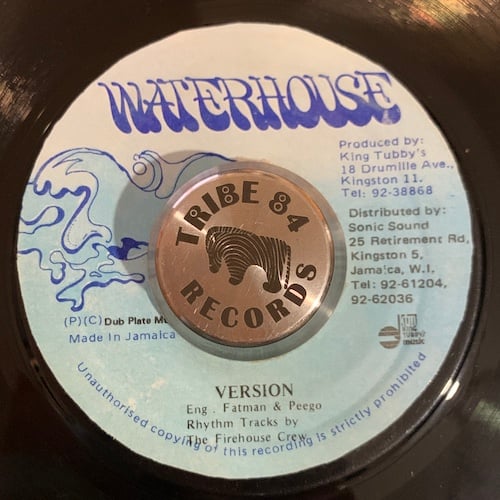 WATERHOUSE
Produced by:
King Tubby's
18 Drumille Ave.,
Kingston 11.
Tel: 92-38868
Distributed by:
Sonic Sound
25 Retirement Rd,
Kingston 5,
Jamaica, W.I.
92-61204,
92-62036
TRIBE 84
RECORDS
(P)(C) Dub Plate
Made In Jamaica
music
VERSION
Eng . Fatman & Peego
Rhythm Tracks by
The Firehouse Crew
Unauthorised copying of this recording is strictly prohibited